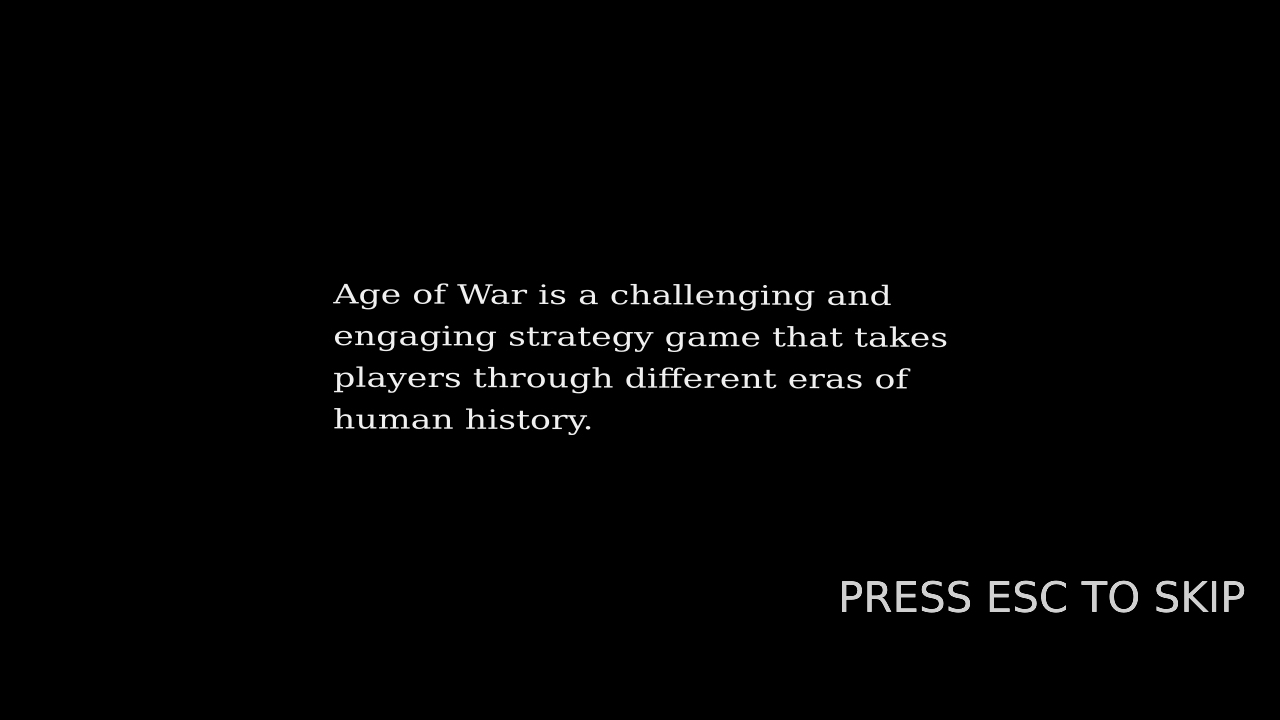 Age of War is a challenging and
engaging strategy game that takes
players through different eras of
human history.
PRESS ESC TO SKIP